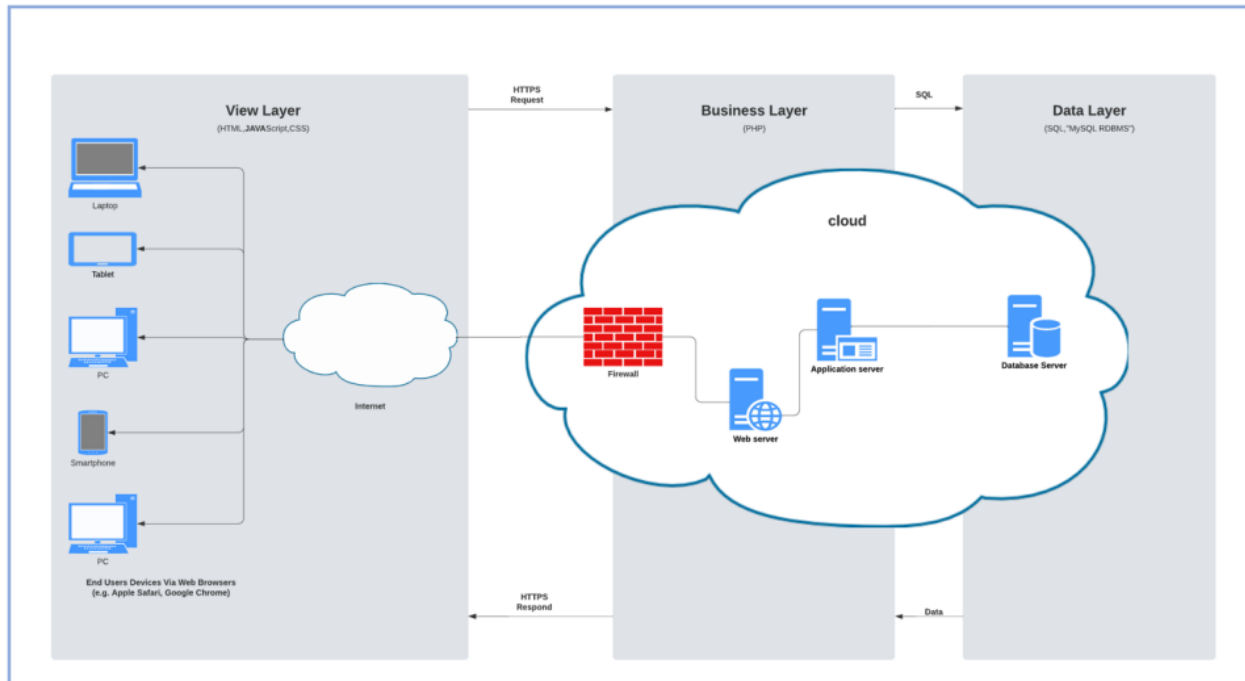 View Layer
(HTML,JAVAScript,CSS)
Laptop
Tablet
PC
Smartphone
PC
End Users Devices Via Web Browsers
(e.g. Apple Safari, Google Chrome)
Internet
HTTPS
Request
HTTPS
Respond
Business Layer
(PHP)
cloud
Firewall
Web server
Application server
Database Server
SQL
Data
Data Layer
(SQL,"MySQL RDBMS")